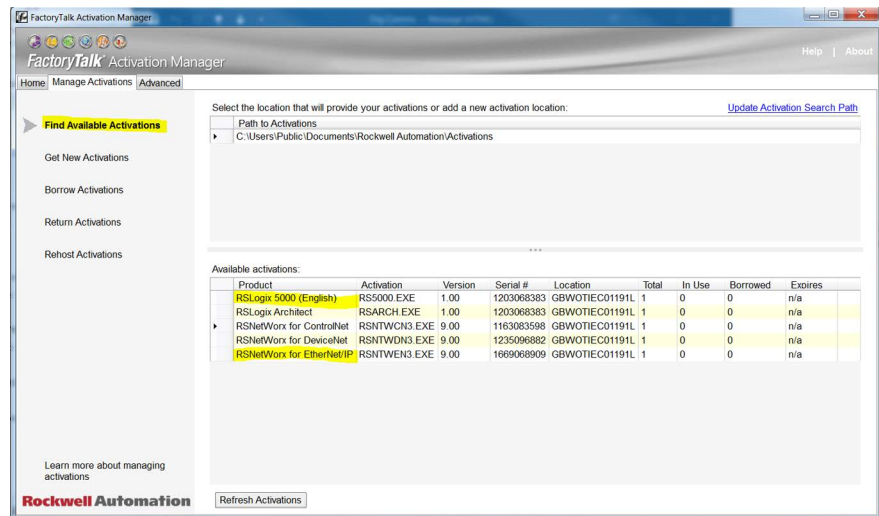 FactoryTalk Activation Manager
FactoryTalk Activation Manager
Help | About
Home Manage Activations Advanced
Find Available Activations
Get New Activations
Borrow Activations
Return Activations
Rehost Activations
Learn more about managing
activations
Rockwell Automation
Select the location that will provide your activations or add a new activation location:
Update Activation Search Path
Path to Activations
C:\Users\Public\Documents\Rockwell Automation\Activations
Available activations:
Product Activation Version Serial # Location Total In Use Borrowed Expires
RSLogix 5000 (English) RS5000.EXE 1.00 1203068383 GBWOTIEC01191L 1 0 0 n/a
RSLogix Architect RSARCH.EXE 1.00 1203068383 GBWOTIEC01191L 1 0 0 n/a
RSNetWorx for ControlNet RSNTWCN3.EXE 9.00 1163083598 GBWOTIEC01191L 1 0 0 n/a
RSNetWorx for DeviceNet RSNTWDN3.EXE 9.00 1235096882 GBWOTIEC01191L 1 0 0 n/a
RSNetWorx for EtherNet/IP RSNTWEN3.EXE 9.00 1669068909 GBWOTIEC01191L 1 0 0 n/a
Refresh Activations